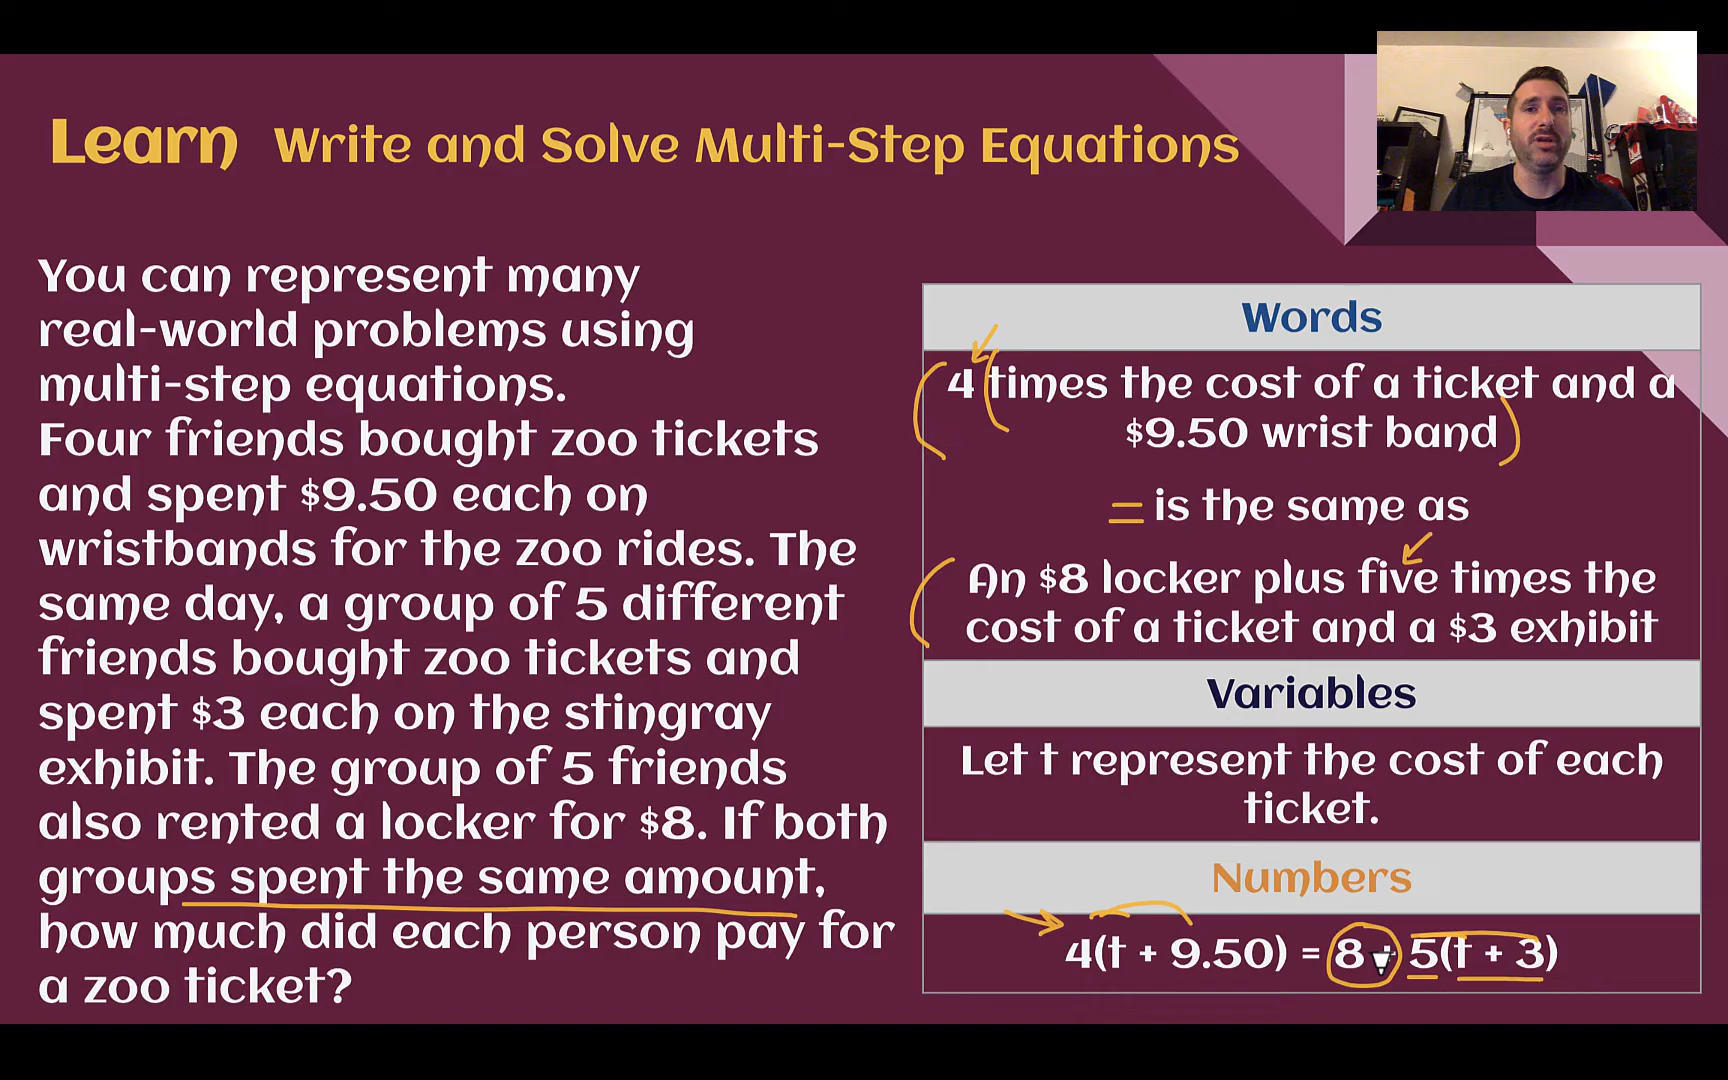 Learn Write and Solve Multi-Step Equations
You can represent many
real-world problems using
multi-step equations.
Four friends bought zoo tickets
and spent $9.50 each on
wristbands for the zoo rides. The
same day, a group of 5 different
friends bought zoo tickets and
spent $3 each on the stingray
exhibit. The group of 5 friends
also rented a locker for $8. If both
groups spent the same amount,
how much did each person pay for
a zoo ticket?
Words
4 times the cost of a ticket and a
$9.50 wrist band
= is the same as
An $8 locker plus five times the
cost of a ticket and a $3 exhibit
Variables
Let t represent the cost of each
ticket.
Numbers
4(t + 9.50) = 8 + 5(t + 3)